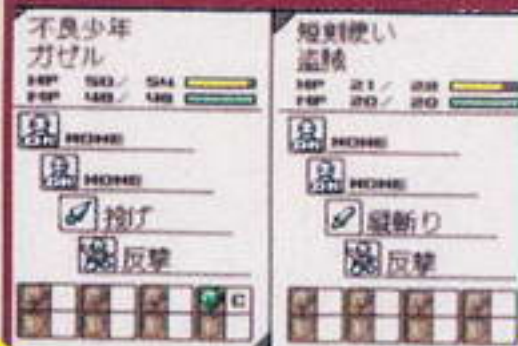 不良少年
ガゼル
HP 50/ 54
MP 48/ 48
NONE
NONE
投げ
反撃
C
短剣使い
盗賊
HP 21/ 28
MP 20/ 20
NONE
NONE
縦斬り
反撃